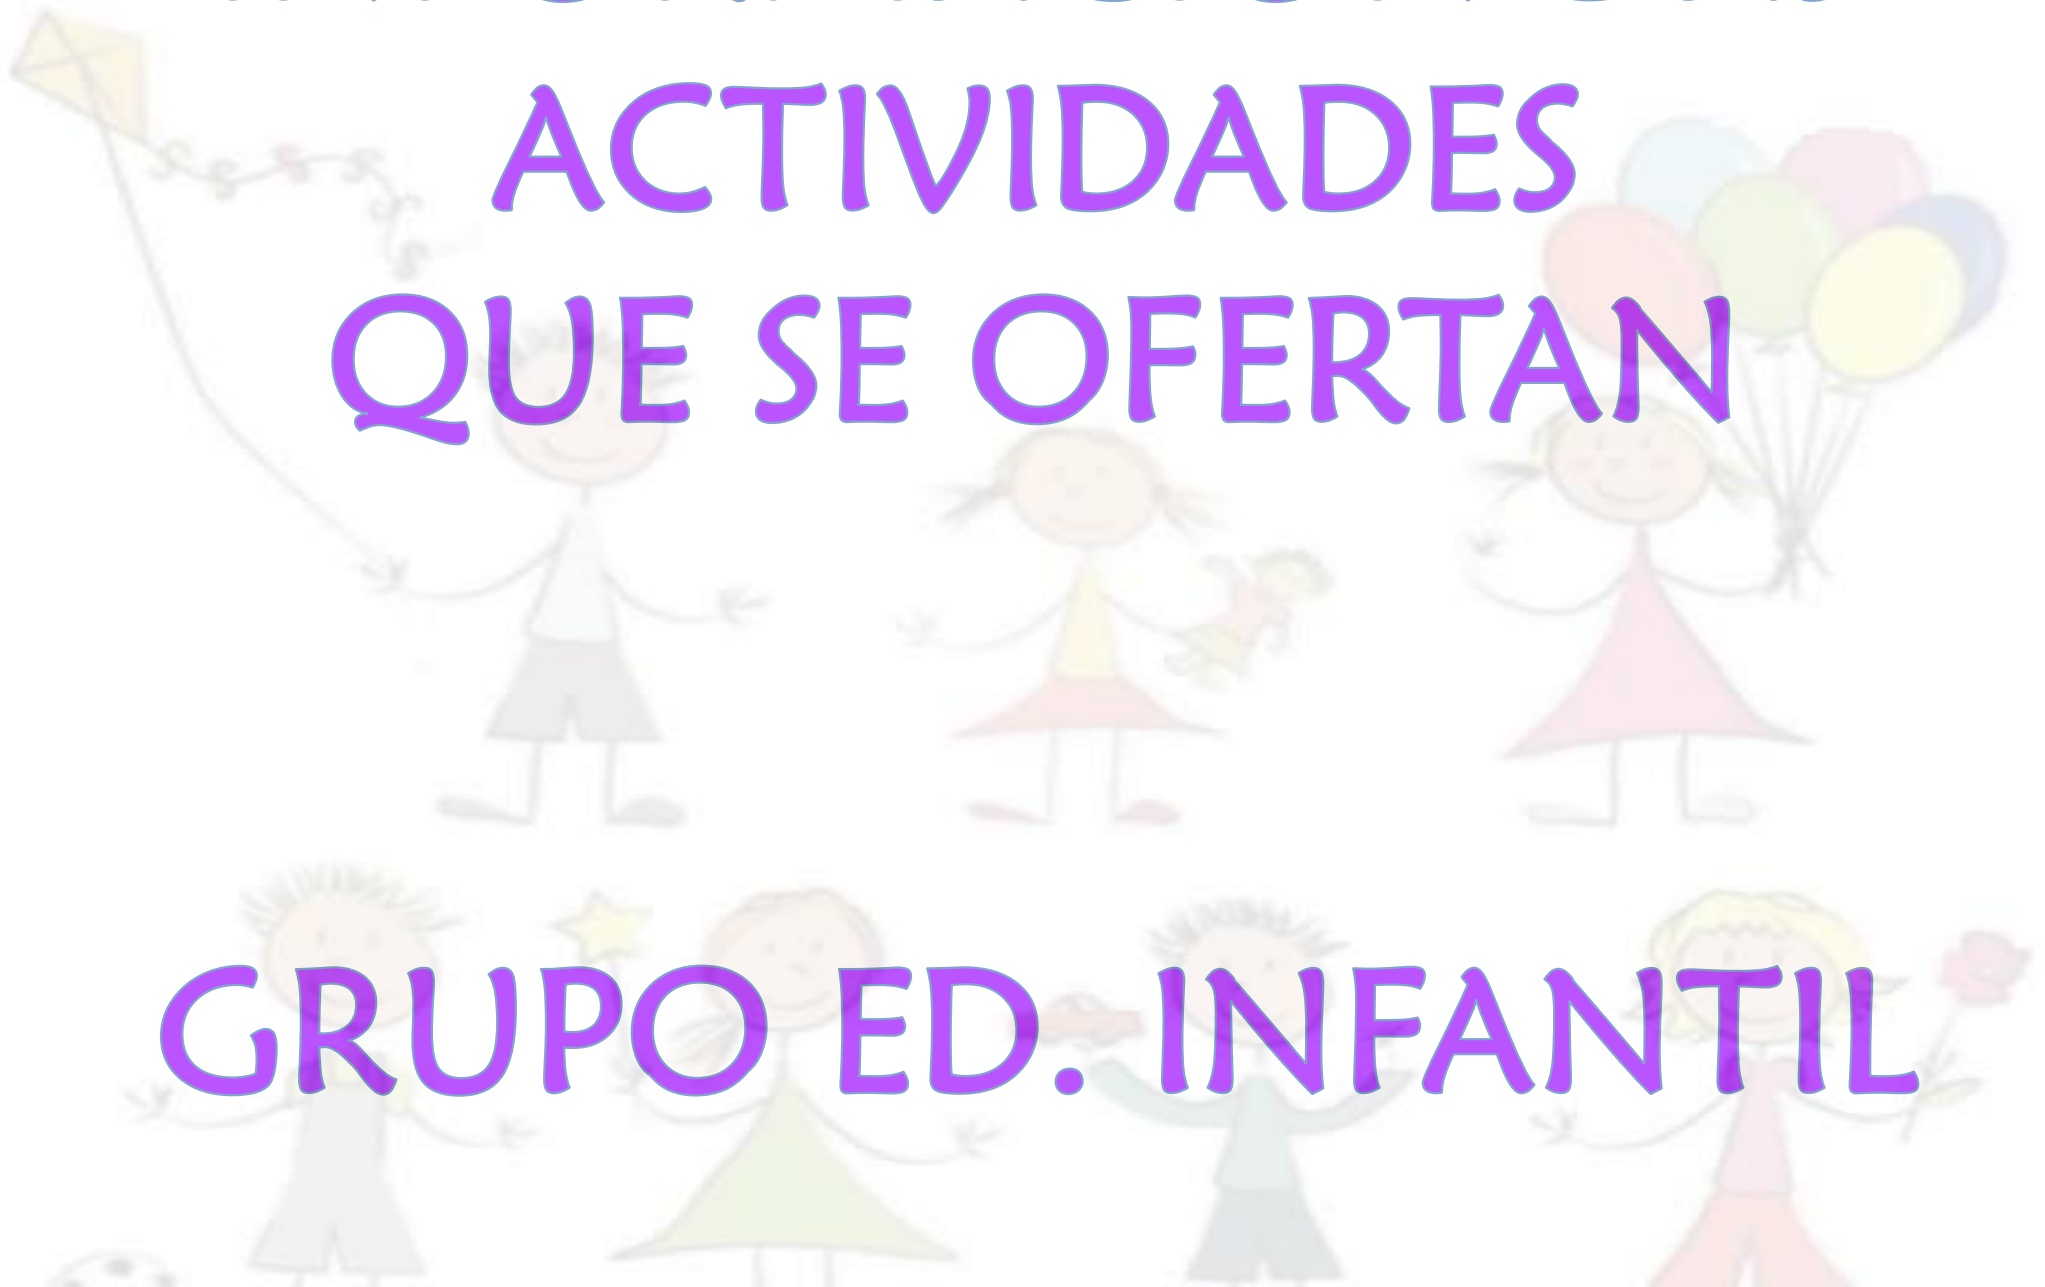 ACTIVIDADES
QUE SE OFERTAN
GRUPO ED. INFANTIL